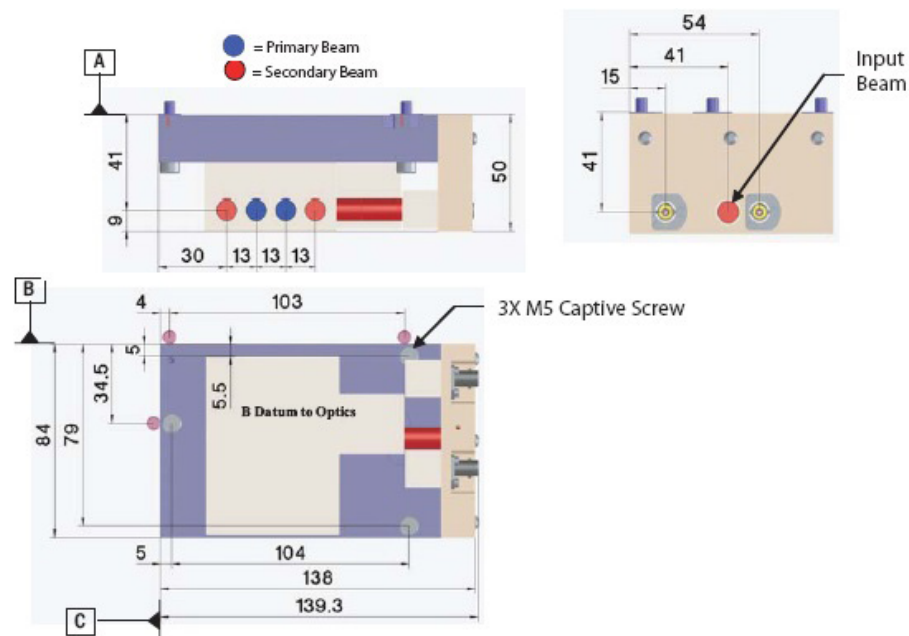 = Primary Beam
= Secondary Beam
A
41
9
50
30
13
13
13
54
41
15
41
Input
Beam
B
4
103
3X M5 Captive Screw
5
5.5
34.5
79
84
B Datum to Optics
5
104
138
139.3
C